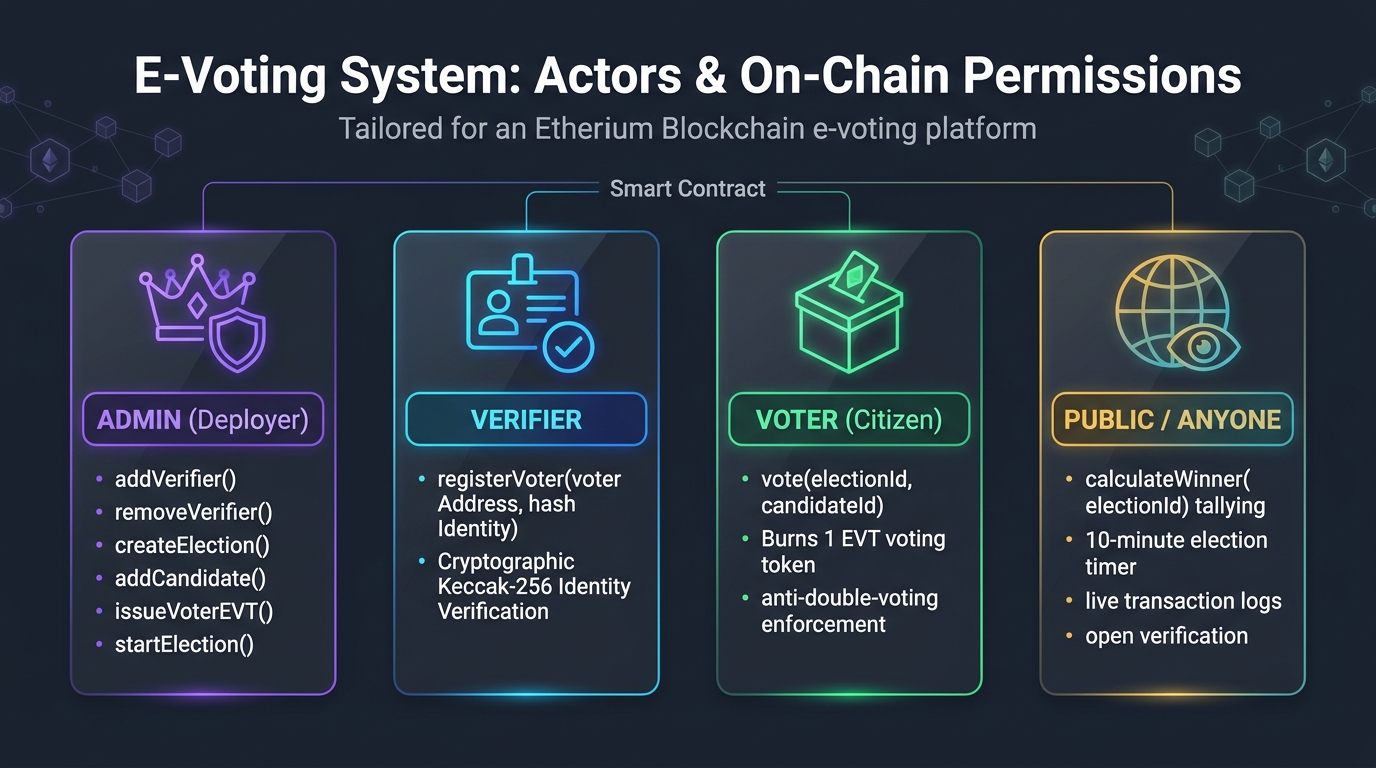 E-Voting System: Actors & On-Chain Permissions
Tailored for an Etherium Blockchain e-voting platform
Smart Contract
ADMIN (Deployer)
• addVerifier()
• removeVerifier()
• createElection()
• addCandidate()
• issueVoterEVT()
• startElection()
VERIFIER
• registerVoter(voter
Address, hash
Identity)
• Cryptographic
Keccak-256 Identity
Verification
VOTER (Citizen)
• vote(electionId,
candidateId)
• Burns 1 EVT voting
token
• anti-double-voting
enforcement
PUBLIC / ANYONE
• calculateWinner(
electionId) tallying
• 10-minute election
timer
• live transaction logs
• open verification